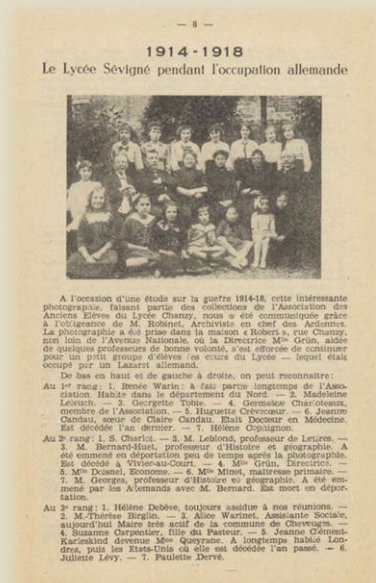 — 8 —
1914-1918
Le Lycée Sévigné pendant l'occupation allemande
A l'occasion d'une étude sur la guerre 1914-18, cette intéressante
photographie, faisant partie des collections de l'Association des
Anciens Elèves du Lycée Chanzy, nous a été communiquée grâce
à l'obligeance de M. Robinet, Archiviste en chef des Ardennes.
La photographie a été prise dans la maison « Robert », rue Chanzy,
non loin de l'Avenue Nationale, où la Directrice Mlle Grün, aidée
de quelques professeurs de bonne volonté, s'est efforcée de continuer
pour un petit groupe d'élèves les cours du Lycée — lequel était
occupé par un Lazaret allemand.
De bas en haut et de gauche à droite, on peut reconnaître :
Au 1er rang : 1. Renée Warin : a fait partie longtemps de l'Asso-
ciation. Habite dans le département du Nord. — 2. Madeleine
Leleuch. — 3. Georgette Toble. — 4. Germaine Charloteaux,
membre de l'Association. — 5. Huguette Crèvecœur. — 6. Jeanne
Candau, sœur de Claire Candau. Etait Docteur en Médecine.
Est décédée l'an dernier. — 7. Hélène Copaignon.
Au 2e rang : 1. S. Charlot. — 2. M. Leblond, professeur de Lettres. —
3. M. Bernard-Huet, professeur d'Histoire et géographie. A
été emmené en déportation peu de temps après la photographie.
Est décédé à Vivier-au-Court. — 4. Mlle Grün, Directrice. —
5. Mlle Doisnel, Econome. — 6. Mlle Minet, maîtresse primaire. —
7. M. Georges, professeur d'Histoire et géographie. A été em-
mené par les Allemands avec M. Bernard. Est mort en dépor-
tation.
Au 3e rang : 1. Hélène Debève, toujours assidue à nos réunions. —
2. M.-Thérèse Birglin. — 3. Alice Warinet, Assistante Sociale,
aujourd'hui Maire très actif de la commune de Cheveuges. —
4. Suzanne Carpentier, fille du Pasteur. — 5. Jeanne Clément-
Karleskind devenue Mme Queyrane. A longtemps habité Lon-
dres, puis les Etats-Unis où elle est décédée l'an passé. — 6.
Juliette Lévy. — 7. Paulette Dervé.